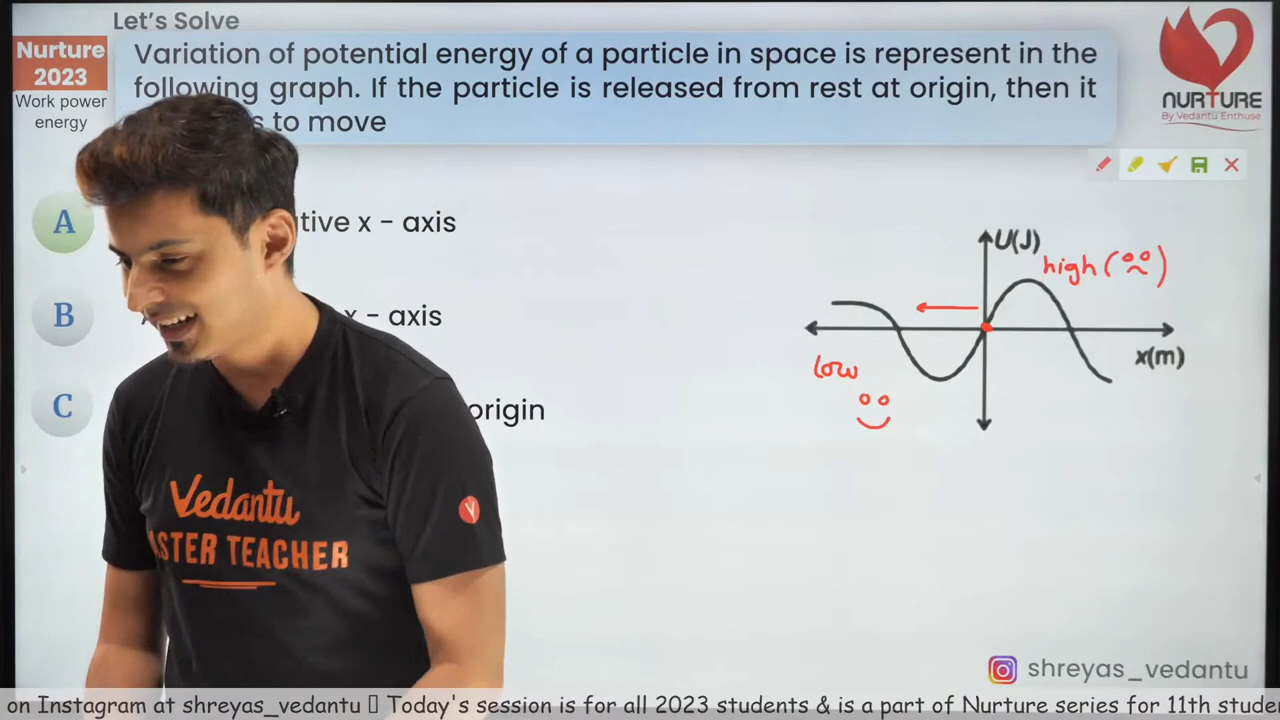 Let's Solve
Nurture
2023
Work power
energy
Variation of potential energy of a particle in space is represent in the
following graph. If the particle is released from rest at origin, then it
to move
A
x - axis
B
x - axis
C
origin
U(J)
high
x(m)
low
NURTURE
By Vedantu Enthuse
Vedantu
MASTER TEACHER
V
shreyas_vedantu
on Instagram at shreyas_vedantu Today's session is for all 2023 students & is a part of Nurture series for 11th